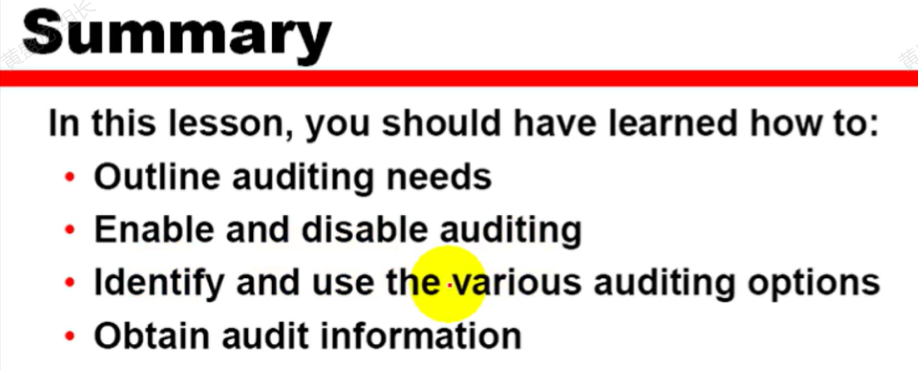 Summary
In this lesson, you should have learned how to:
• Outline auditing needs
• Enable and disable auditing
• Identify and use the various auditing options
• Obtain audit information